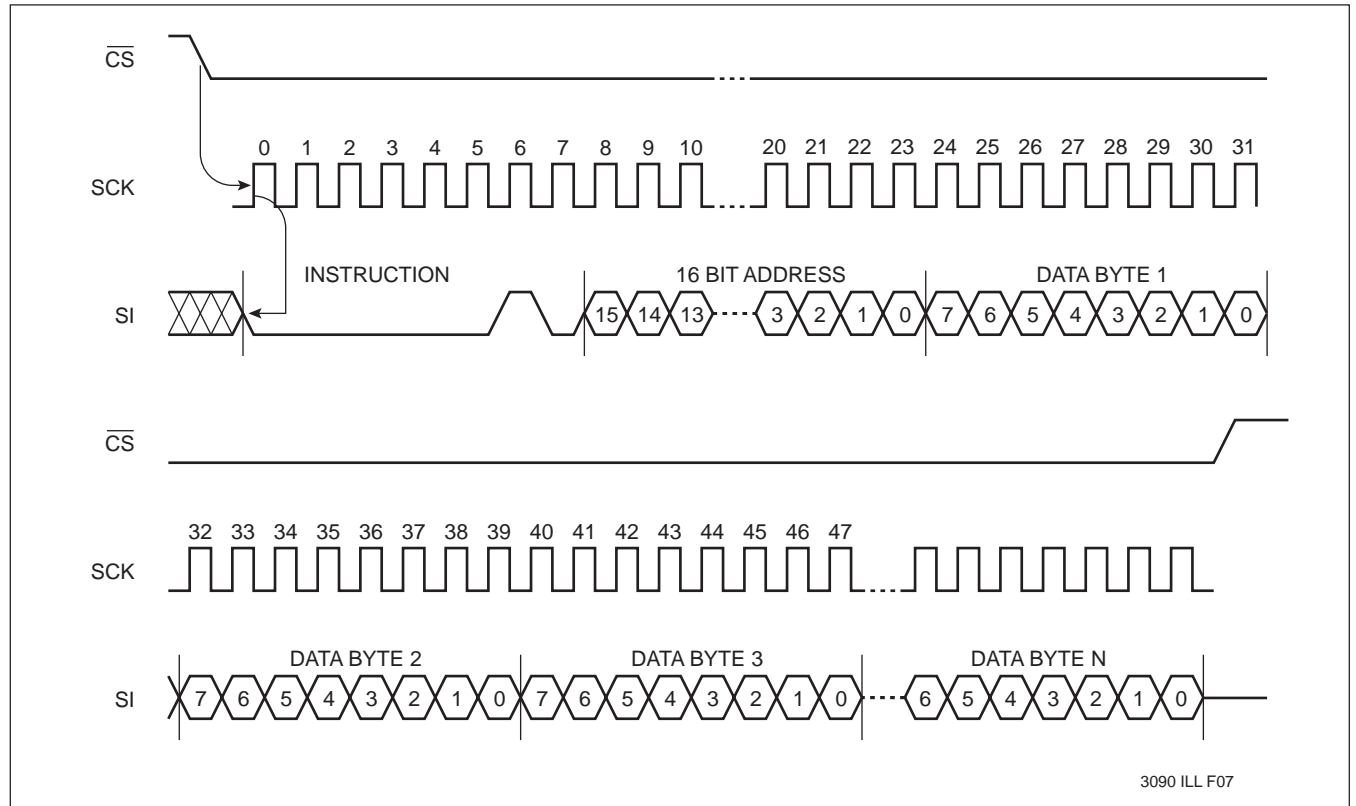 CS
0 1 2 3 4 5 6 7 8 9 10 20 21 22 23 24 25 26 27 28 29 30 31
SCK
INSTRUCTION 16 BIT ADDRESS DATA BYTE 1
SI 15 14 13 3 2 1 0 7 6 5 4 3 2 1 0
CS
32 33 34 35 36 37 38 39 40 41 42 43 44 45 46 47
SCK
DATA BYTE 2 DATA BYTE 3 DATA BYTE N
SI 7 6 5 4 3 2 1 0 7 6 5 4 3 2 1 0 6 5 4 3 2 1 0
3090 ILL F07